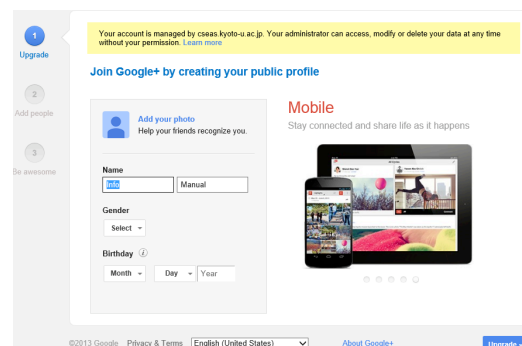 1
Upgrade
2
Add people
3
Be awesome
Your account is managed by cseas.kyoto-u.ac.jp. Your administrator can access, modify or delete your data at any time
without your permission. Learn more
Join Google+ by creating your public profile
Add your photo
Help your friends recognize you.
Name
Info
Manual
Gender
Select
Birthday
Month
Day
Year
Mobile
Stay connected and share life as it happens
©2013 Google Privacy & Terms English (United States) About Google+ Upgrade